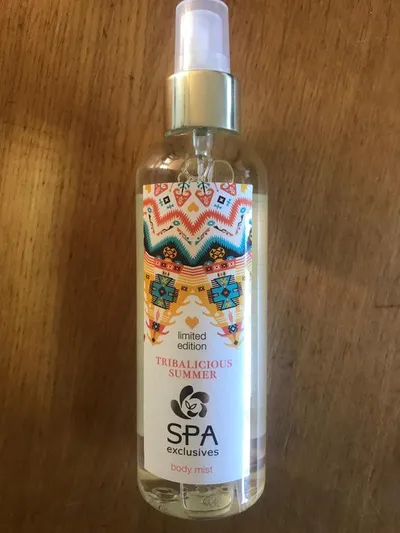 limited
edition
TRIBALICIOUS
SUMMER
SPA
exclusives
body mist